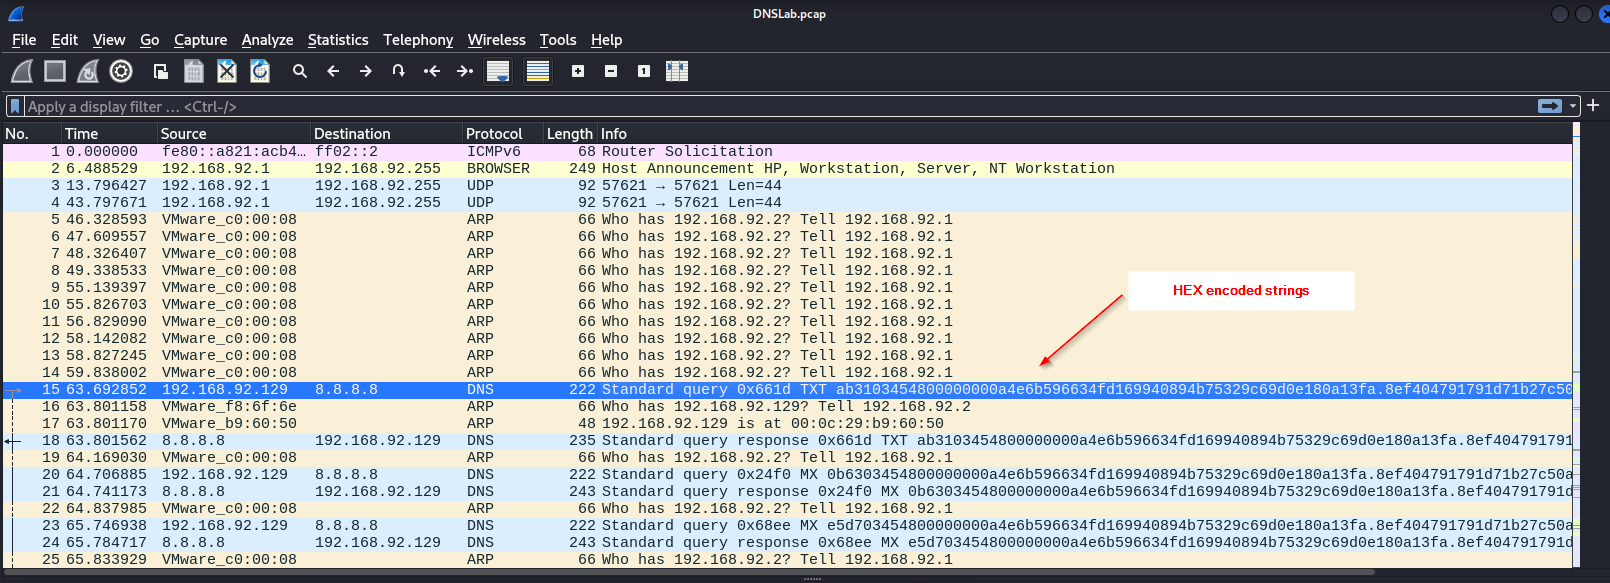 DNSLab.pcap
File Edit View Go Capture Analyze Statistics Telephony Wireless Tools Help
Apply a display filter … <Ctrl-/>
No. Time Source Destination Protocol Length Info
1 0.000000 fe80::a821:acb4… ff02::2 ICMPv6 68 Router Solicitation
2 6.488529 192.168.92.1 192.168.92.255 BROWSER 249 Host Announcement HP, Workstation, Server, NT Workstation
3 13.796427 192.168.92.1 192.168.92.255 UDP 92 57621 → 57621 Len=44
4 43.797671 192.168.92.1 192.168.92.255 UDP 92 57621 → 57621 Len=44
5 46.328593 VMware_c0:00:08 ARP 66 Who has 192.168.92.2? Tell 192.168.92.1
6 47.609557 VMware_c0:00:08 ARP 66 Who has 192.168.92.2? Tell 192.168.92.1
7 48.326407 VMware_c0:00:08 ARP 66 Who has 192.168.92.2? Tell 192.168.92.1
8 49.338533 VMware_c0:00:08 ARP 66 Who has 192.168.92.2? Tell 192.168.92.1
9 55.139397 VMware_c0:00:08 ARP 66 Who has 192.168.92.2? Tell 192.168.92.1
HEX encoded strings
10 55.826703 VMware_c0:00:08 ARP 66 Who has 192.168.92.2? Tell 192.168.92.1
11 56.829090 VMware_c0:00:08 ARP 66 Who has 192.168.92.2? Tell 192.168.92.1
12 58.142082 VMware_c0:00:08 ARP 66 Who has 192.168.92.2? Tell 192.168.92.1
13 58.827245 VMware_c0:00:08 ARP 66 Who has 192.168.92.2? Tell 192.168.92.1
14 59.838002 VMware_c0:00:08 ARP 66 Who has 192.168.92.2? Tell 192.168.92.1
15 63.692852 192.168.92.129 8.8.8.8 DNS 222 Standard query 0x661d TXT ab3103454800000000a4e6b596634fd169940894b75329c69d0e180a13fa.8ef404791791d71b27c50
16 63.801158 VMware_f8:6f:6e ARP 66 Who has 192.168.92.129? Tell 192.168.92.2
17 63.801170 VMware_b9:60:50 ARP 48 192.168.92.129 is at 00:0c:29:b9:60:50
18 63.801562 8.8.8.8 192.168.92.129 DNS 235 Standard query response 0x661d TXT ab3103454800000000a4e6b596634fd169940894b75329c69d0e180a13fa.8ef404791791
19 64.169030 VMware_c0:00:08 ARP 66 Who has 192.168.92.2? Tell 192.168.92.1
20 64.706885 192.168.92.129 8.8.8.8 DNS 222 Standard query 0x24f0 MX 0b6303454800000000a4e6b596634fd169940894b75329c69d0e180a13fa.8ef404791791d71b27c50a
21 64.741173 8.8.8.8 192.168.92.129 DNS 243 Standard query response 0x24f0 MX 0b6303454800000000a4e6b596634fd169940894b75329c69d0e180a13fa.8ef404791791d
22 64.837985 VMware_c0:00:08 ARP 66 Who has 192.168.92.2? Tell 192.168.92.1
23 65.746938 192.168.92.129 8.8.8.8 DNS 222 Standard query 0x68ee MX e5d703454800000000a4e6b596634fd169940894b75329c69d0e180a13fa.8ef404791791d71b27c50a
24 65.784717 8.8.8.8 192.168.92.129 DNS 243 Standard query response 0x68ee MX e5d703454800000000a4e6b596634fd169940894b75329c69d0e180a13fa.8ef404791791d
25 65.833929 VMware_c0:00:08 ARP 66 Who has 192.168.92.2? Tell 192.168.92.1